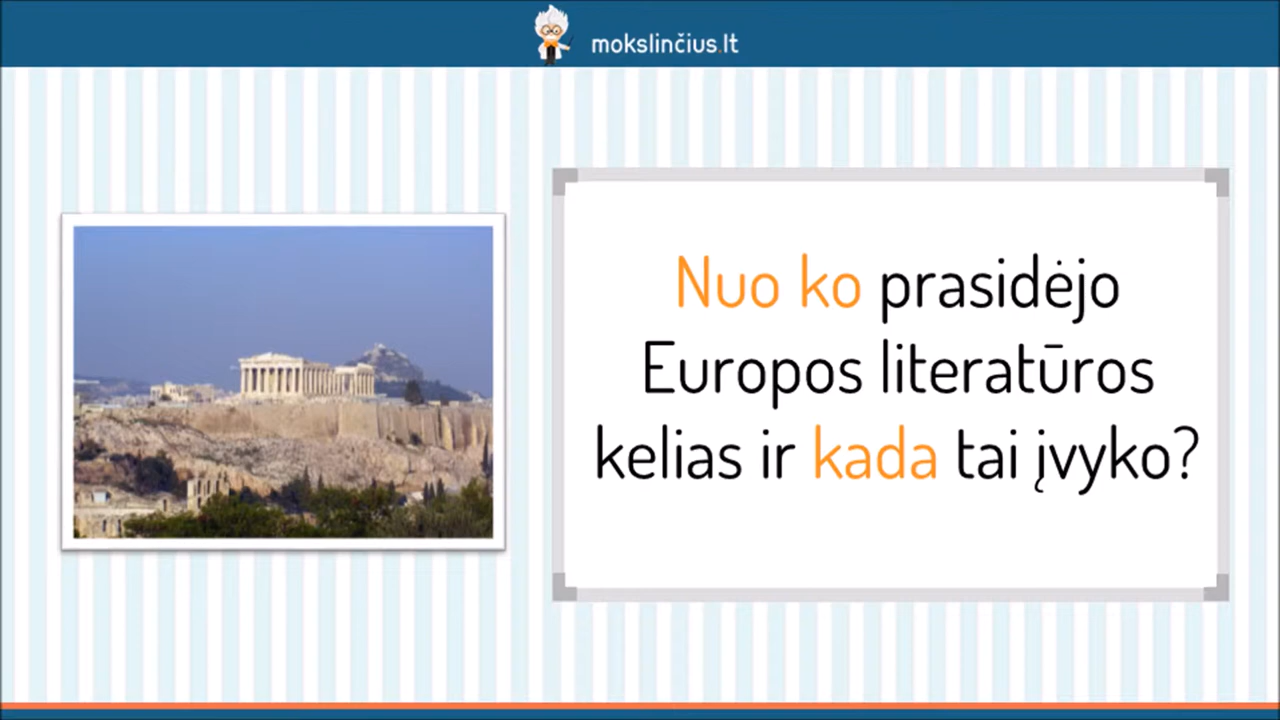 mokslinčius.lt
Nuo ko prasidėjo
Europos literatūros
kelias ir kada tai įvyko?